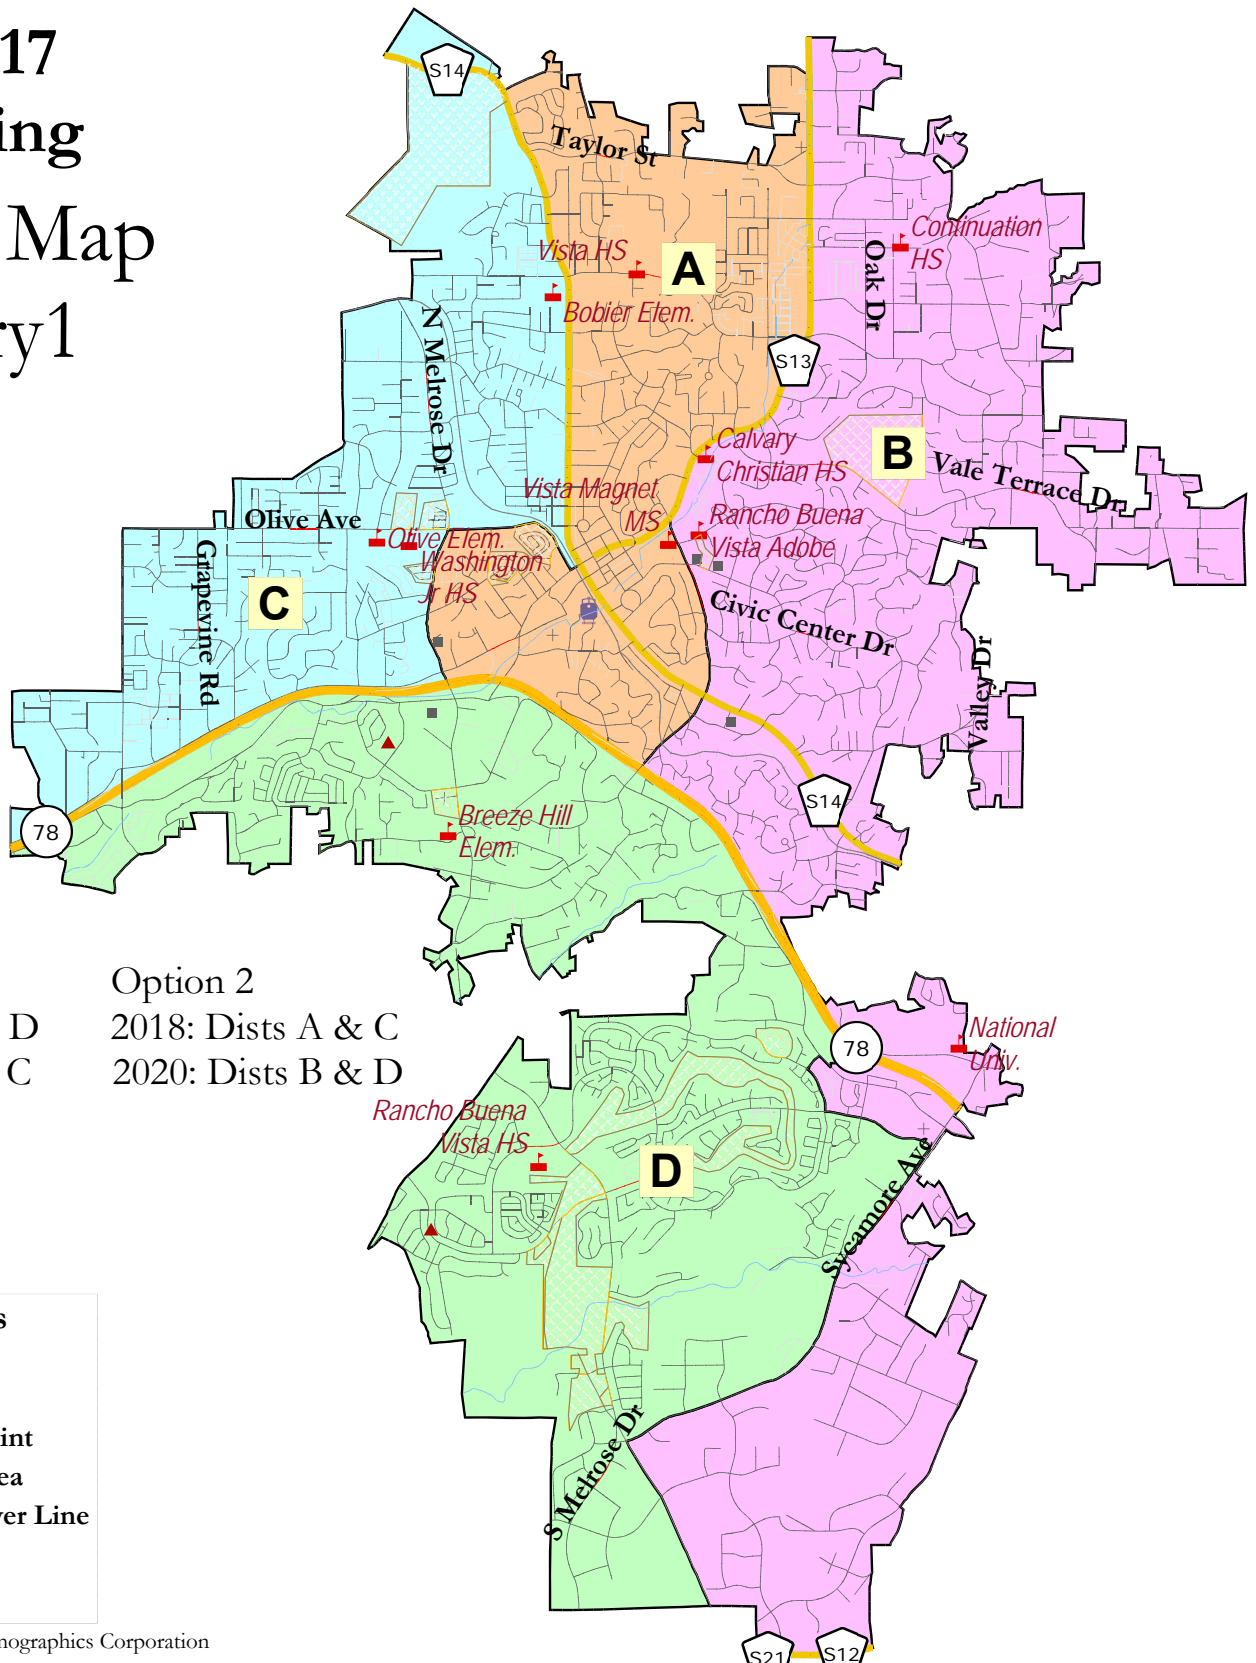 17
ing
Map
ry1
S14
Taylor St
Vista HS
A
Bobier Elem.
Continuation
HS
Oak Dr
N Melrose Dr
S13
Calvary
Christian HS
B
Vale Terrace Dr
Vista Magnet
MS
Rancho Buena
Vista Adobe
Olive Ave
Olive Elem.
Washington
Jr HS
Grapevine Rd
C
Civic Center Dr
Valley Dr
S14
78
Breeze Hill
Elem.
Option 2
D 2018: Dists A & C
C 2020: Dists B & D
78
National
Univ.
Rancho Buena
Vista HS
D
Sycamore Ave
S Melrose Dr
s
int
ea
ver Line
mographics Corporation
S21
S12